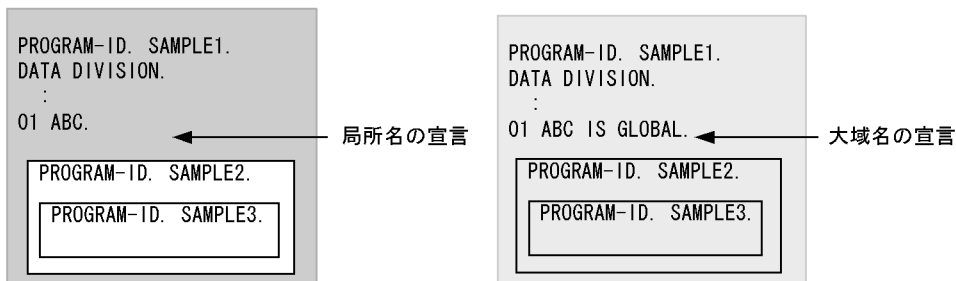 PROGRAM-ID. SAMPLE1.
DATA DIVISION.
:
01 ABC.
局所名の宣言
PROGRAM-ID. SAMPLE2.
PROGRAM-ID. SAMPLE3.
PROGRAM-ID. SAMPLE1.
DATA DIVISION.
:
01 ABC IS GLOBAL.
大域名の宣言
PROGRAM-ID. SAMPLE2.
PROGRAM-ID. SAMPLE3.